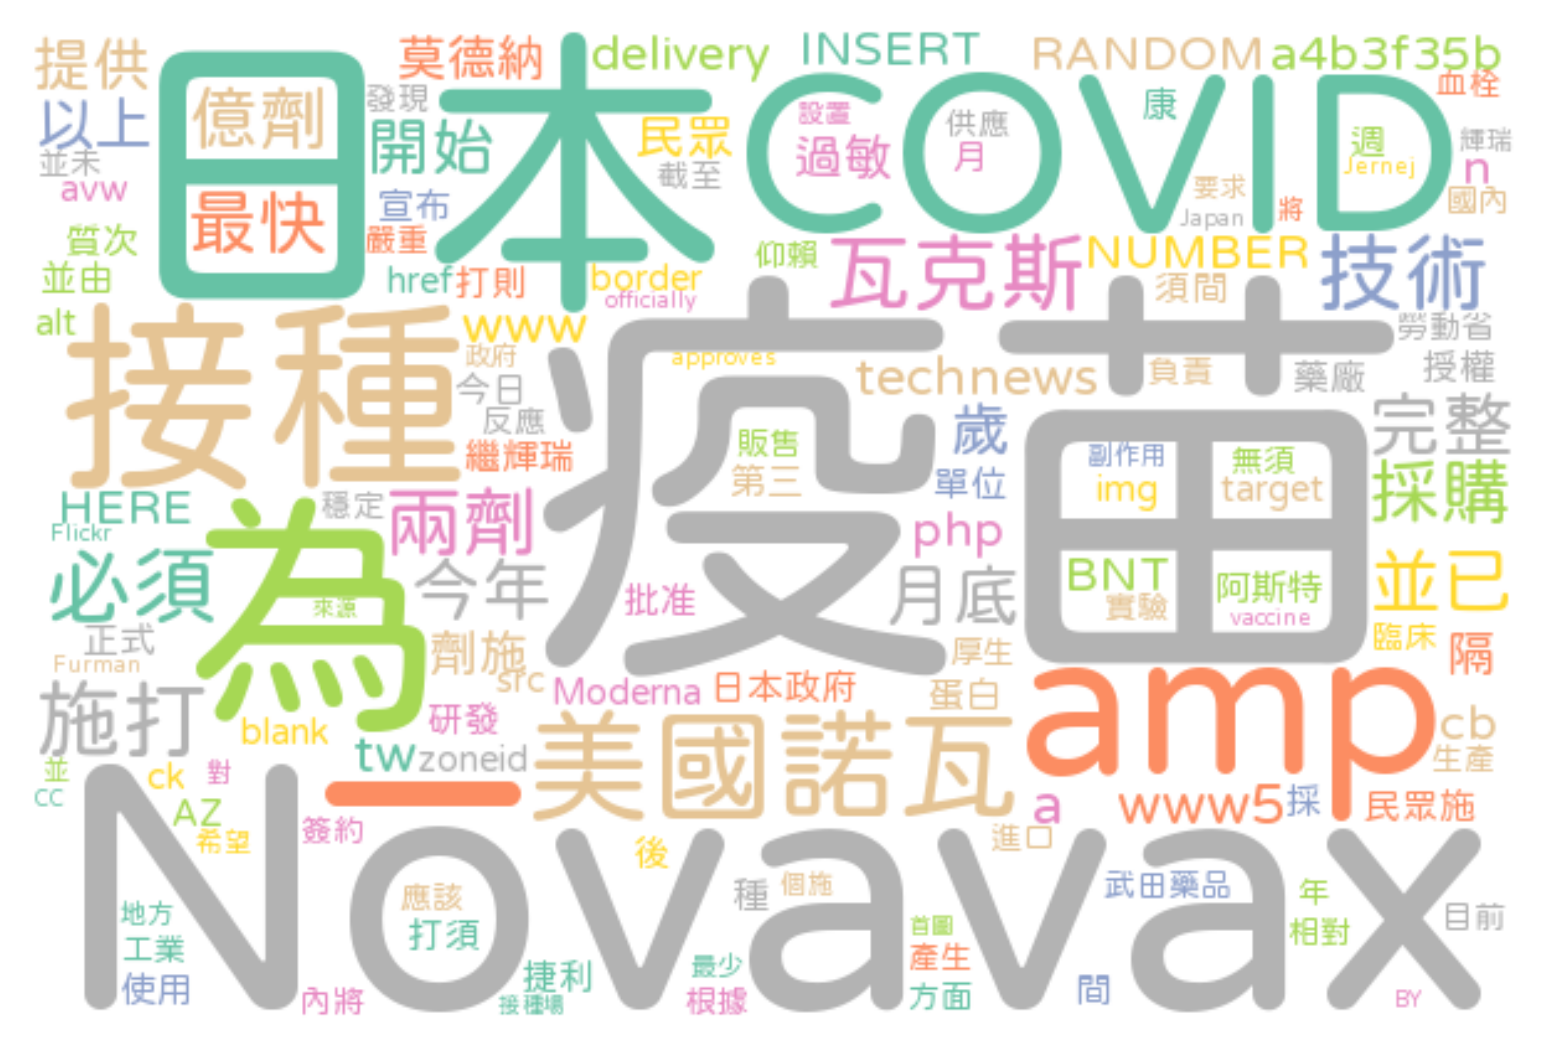 提供
莫德納
delivery
INSERT
RANDOM
a4b3f35b
血栓
以上
日本
億劑
發現
開始
民眾
COVID
設置
過敏
供應
月
康
週
Jernej
輝瑞
n
並未
avw
最快
宣布
截至
要求
Japan
將
國內
質次
嚴重
並由
href
打則
border
officially
仰賴
瓦克斯
NUMBER
須間
技術
alt
接種
www
政府
今日
反應
繼輝瑞
approves
technews
負責
藥廠
勞動省
授權
疫苗
販售
第三
歲
單位
副作用
img
無須
target
完整
採購
HERE
Flickr
穩定
兩劑
php
必須
為
來源
今年
批准
月底
BNT
實驗
阿斯特
vaccine
並已
臨床
隔
正式
Furman
劑施
src
厚生
Moderna
日本政府
蛋白
amp
施打
blank
研發
tw
zoneid
美國諾瓦
cb
生產
並
cc
ck
對
AZ
希望
簽約
一
a
www5
採
民眾施
Novavax
後
進口
應該
打須
種
個施
武田藥品
年
相對
目前
地方
工業
使用
內將
捷利
接種場
最少
根據
首圖
產生
方面
間
BY